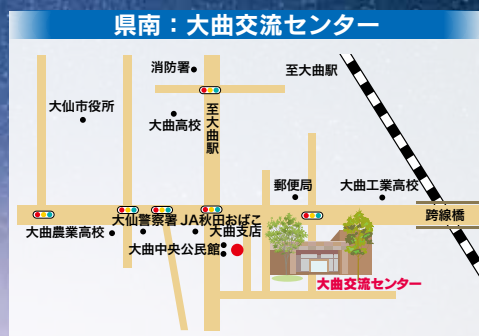 県南：大曲交流センター
消防署
至大曲駅
大仙市役所
大曲高校
至大曲駅
郵便局
大曲工業高校
跨線橋
大仙警察署
JA秋田おばこ
大曲支店
大曲農業高校
大曲中央公民館
大曲交流センター